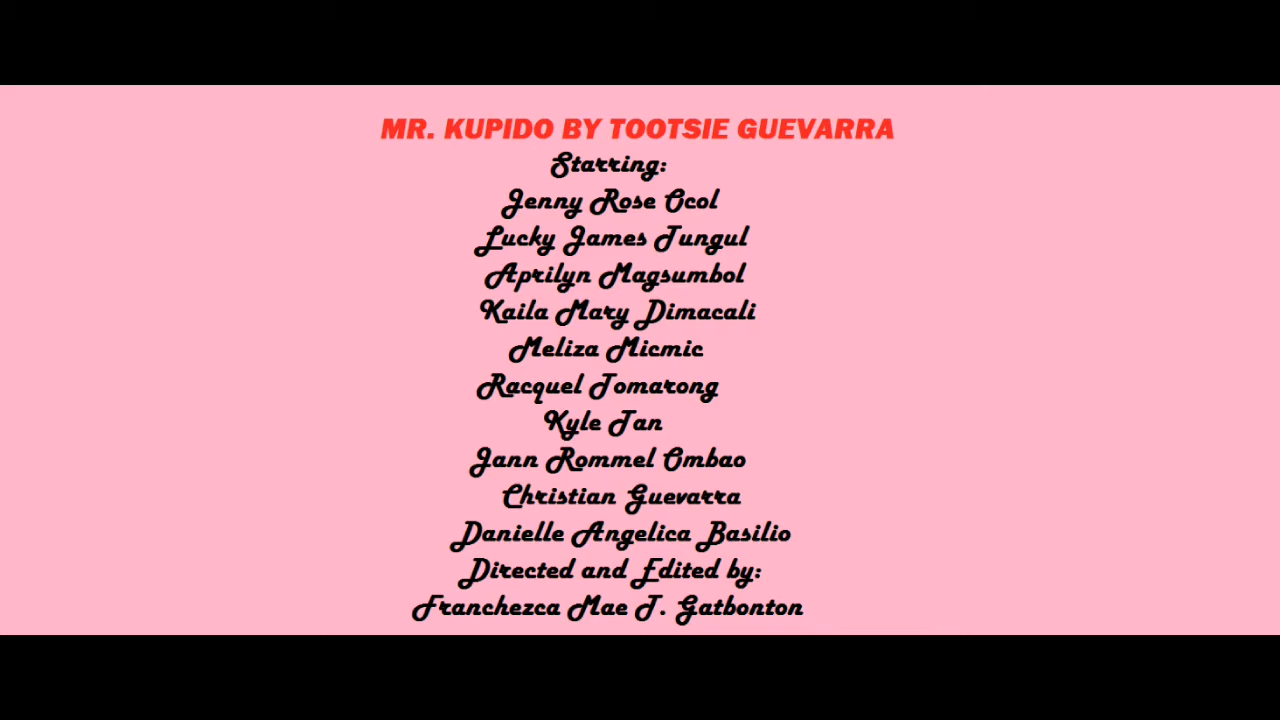 MR. KUPIDO BY TOOTSIE GUEVARRA
Starring:
Jenny Rose Ocol
Lucky James Tungul
Aprilyn Magsumbol
Kaila Mary Dimacali
Meliza Micmic
Racquel Tomarong
Kyle Tan
Jann Rommel Ombao
Christian Guevarra
Danielle Angelica Basilio
Directed and Edited by:
Franchezca Mae T. Gatbonton